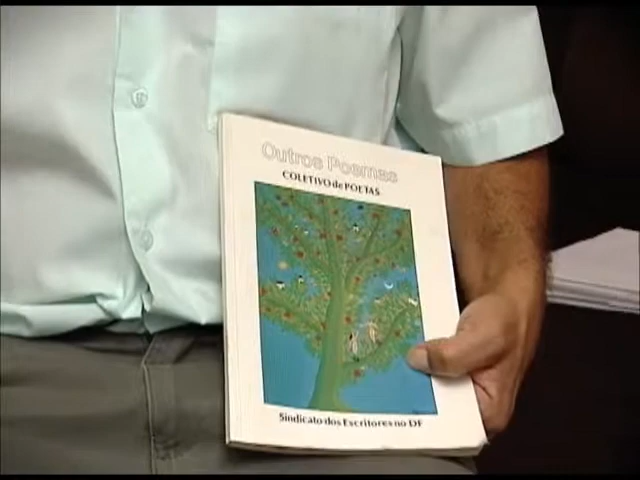 Outros Poemas
COLETIVO de POETAS
Sindicato dos Escritores no DF